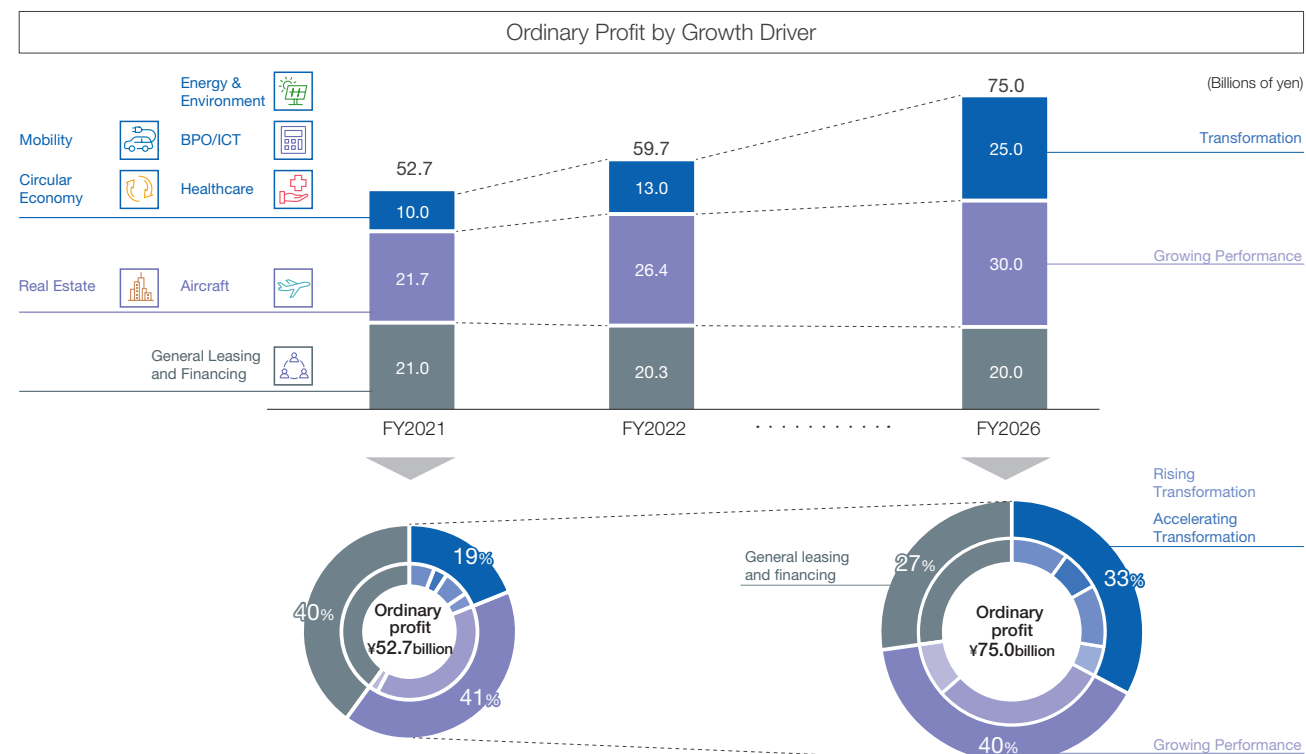 Ordinary Profit by Growth Driver
(Billions of yen)
Energy &
Environment
Mobility
BPO/ICT
Circular
Economy
Healthcare
Real Estate
Aircraft
General Leasing
and Financing
52.7
10.0
21.7
21.0
59.7
13.0
26.4
20.3
75.0
25.0
30.0
20.0
Transformation
Growing Performance
FY2021
FY2022
FY2026
Rising
Transformation
Accelerating
Transformation
General leasing
and financing
19%
40%
41%
Ordinary
profit
¥52.7billion
27%
33%
40%
Ordinary
profit
¥75.0billion
Growing Performance